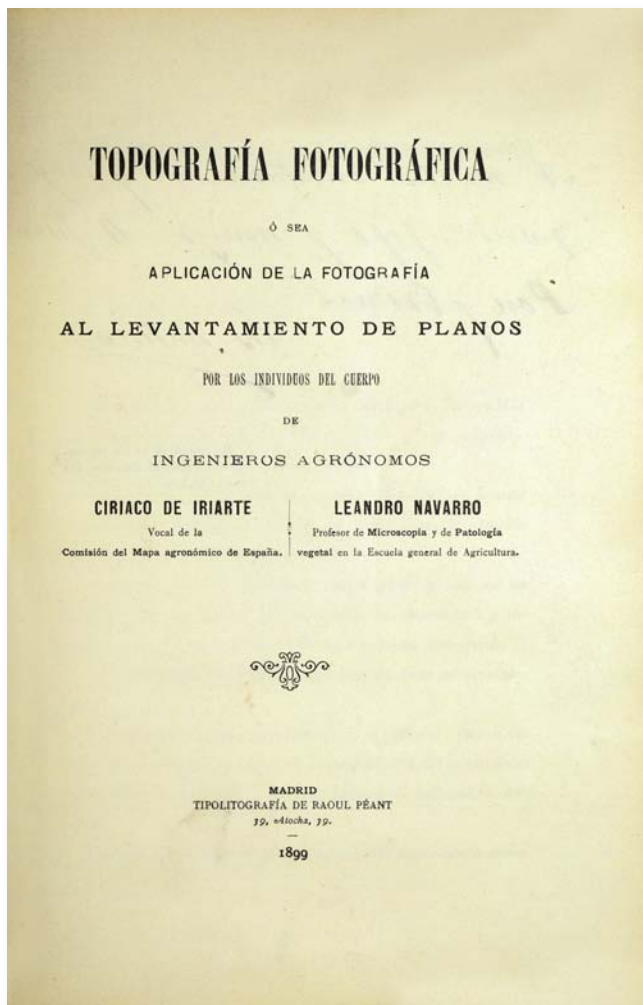 TOPOGRAFÍA FOTOGRÁFICA
Ó SEA
APLICACIÓN DE LA FOTOGRAFÍA
AL LEVANTAMIENTO DE PLANOS
POR LOS INDIVIDUOS DEL CUERPO
DE
INGENIEROS AGRÓNOMOS
CIRIACO DE IRIARTE
Vocal de la
Comisión del Mapa agronómico de España.
LEANDRO NAVARRO
Profesor de Microscopia y de Patología
vegetal en la Escuela general de Agricultura.
MADRID
TIPOLITOGRAFÍA DE RAOUL PÉANT
39, Atocha, 39.
1899